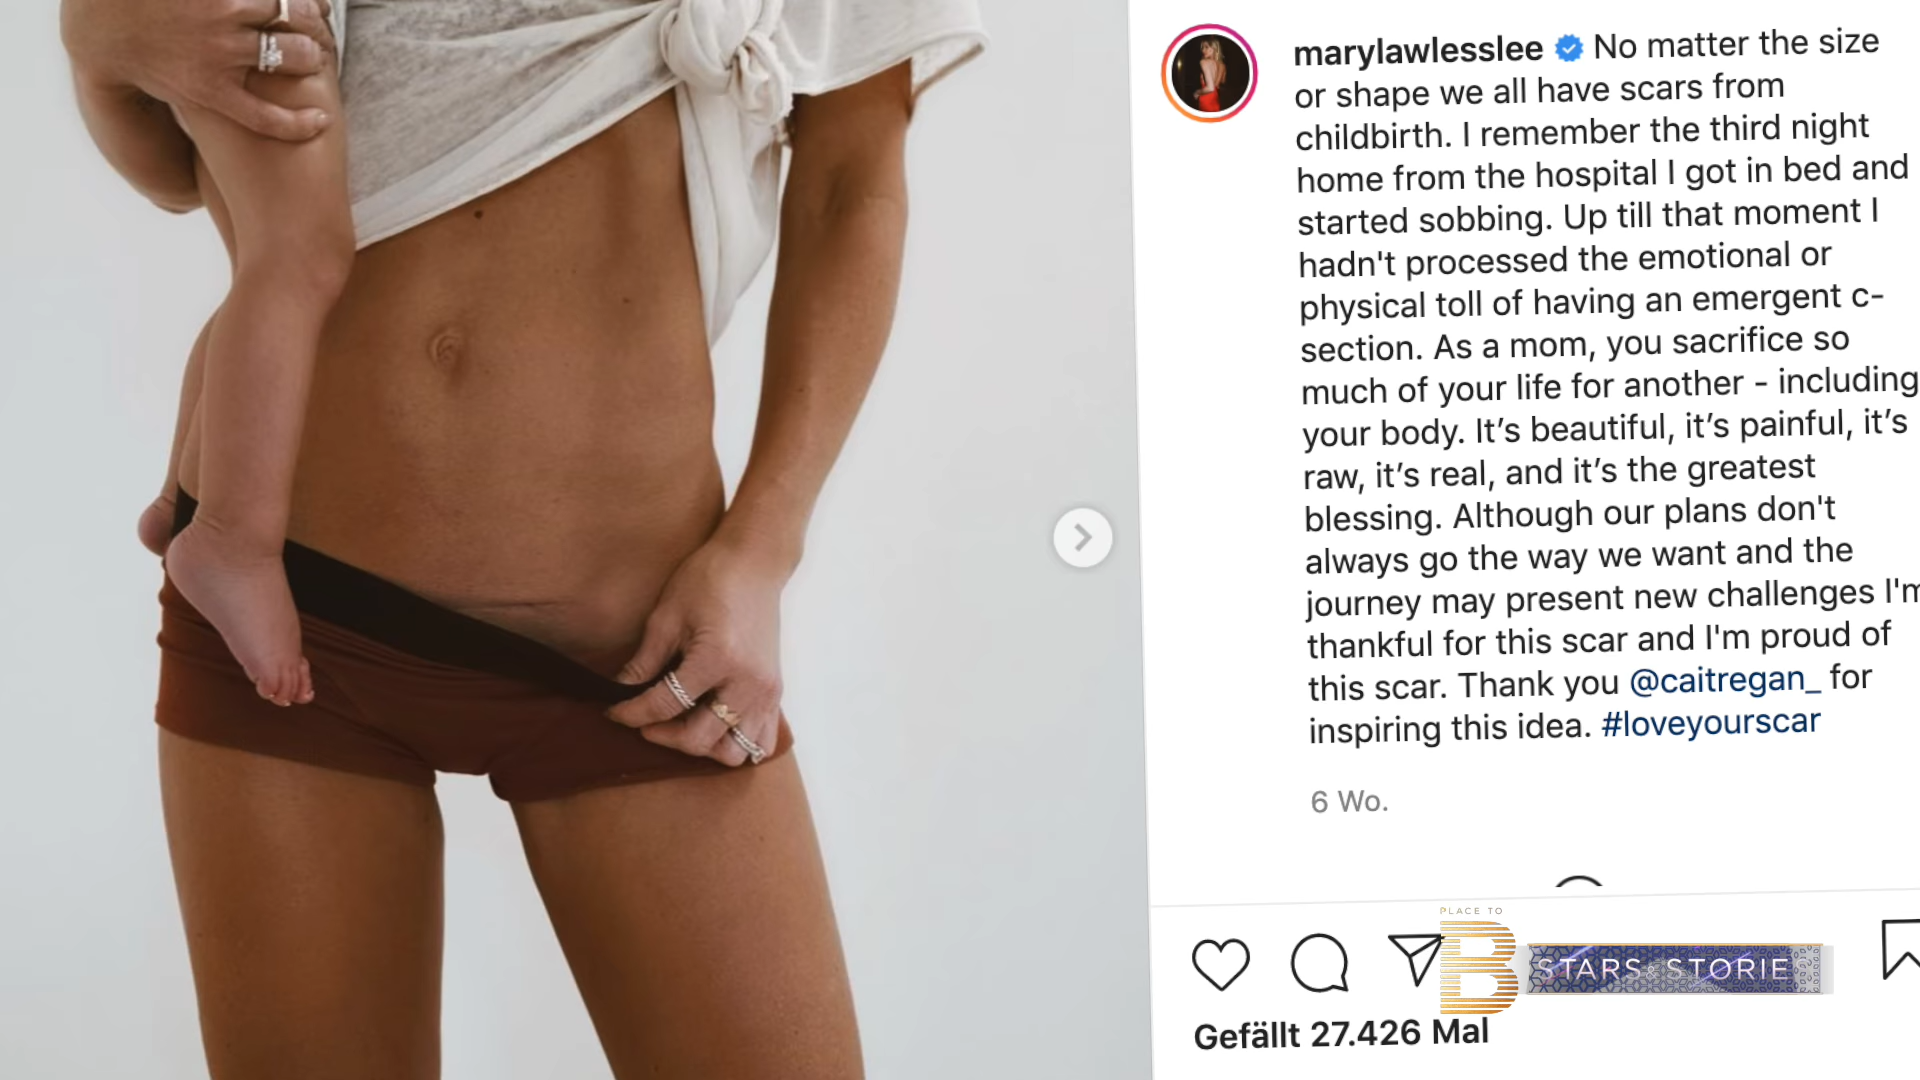 marylawlesslee No matter the size
or shape we all have scars from
childbirth. I remember the third night
home from the hospital I got in bed and
started sobbing. Up till that moment I
hadn't processed the emotional or
physical toll of having an emergent c-
section. As a mom, you sacrifice so
much of your life for another - including
your body. It’s beautiful, it’s painful, it’s
raw, it’s real, and it’s the greatest
blessing. Although our plans don't
always go the way we want and the
journey may present new challenges I'm
thankful for this scar and I'm proud of
this scar. Thank you @caitregan_ for
inspiring this idea. #loveyourscar
6 Wo.
PLACE TO
B
STARS & STORIE
Gefällt 27.426 Mal